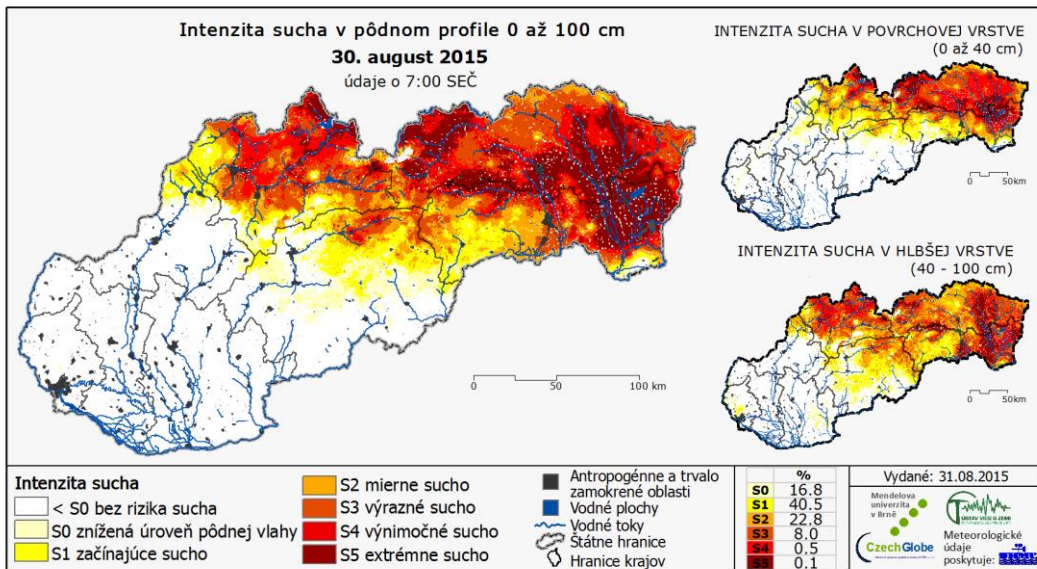 Intenzita sucha v pôdnom profile 0 až 100 cm
30. august 2015
údaje o 7:00 SEČ
0 50 100 km
INTENZITA SUCHA V POVRCHOVEJ VRSTVE
(0 až 40 cm)
0 50km
INTENZITA SUCHA V HLBŠEJ VRSTVE
(40 - 100 cm)
0 50km
Intenzita sucha
< S0 bez rizika sucha
S0 znížená úroveň pôdnej vlahy
S1 začínajúce sucho
S2 mierne sucho
S3 výrazné sucho
S4 výnimočné sucho
S5 extrémne sucho
Antropogénne a trvalo
zamokrené oblasti
Vodné plochy
Vodné toky
Štátne hranice
Hranice krajov
%
S0 16.8
S1 40.5
S2 22.8
S3 8.0
S4 0.5
S5 0.1
Vydané: 31.08.2015
Mendelova
univerzita
v Brně
CzechGlobe
Meteorologické
údaje
poskytuje: